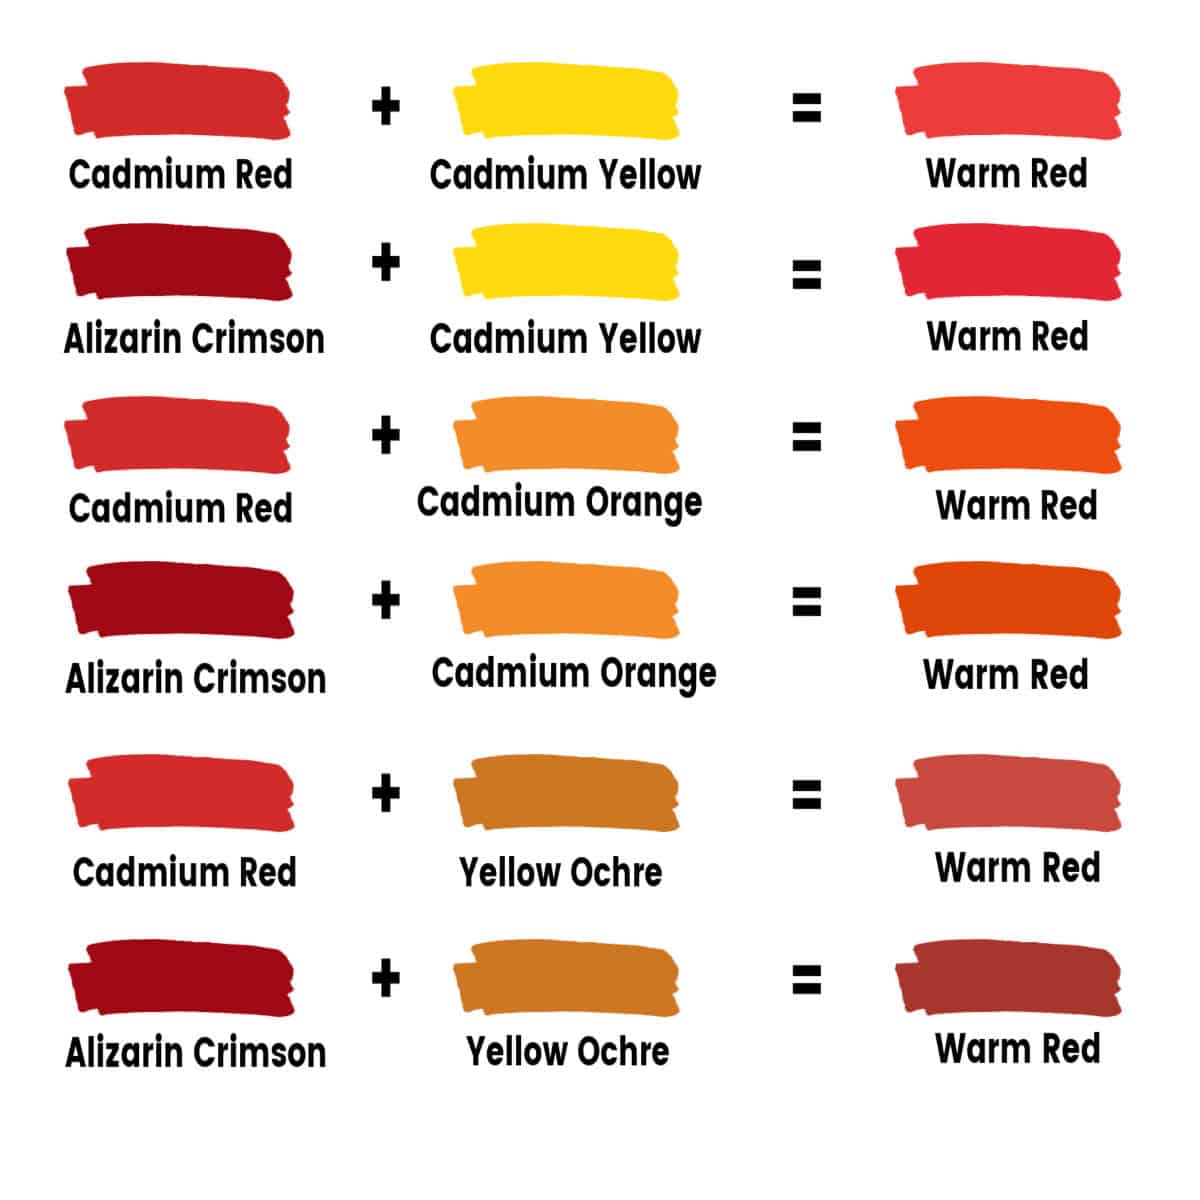 + =
Cadmium Red Cadmium Yellow Warm Red
+ =
Alizarin Crimson Cadmium Yellow Warm Red
+ =
Cadmium Red Cadmium Orange Warm Red
+ =
Alizarin Crimson Cadmium Orange Warm Red
+ =
Cadmium Red Yellow Ochre Warm Red
+ =
Alizarin Crimson Yellow Ochre Warm Red